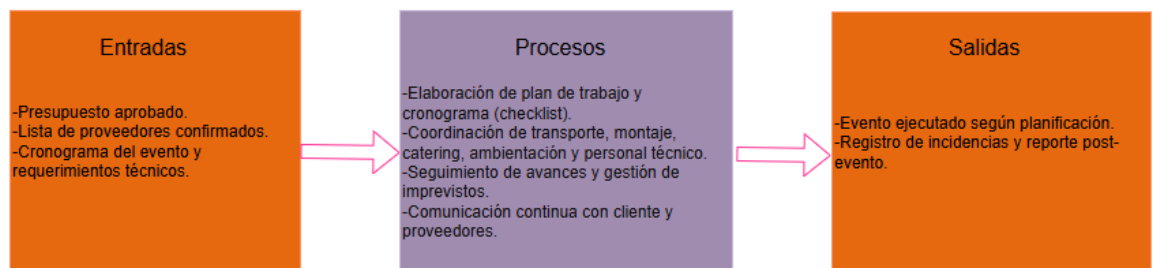 Entradas
-Presupuesto aprobado.
-Lista de proveedores confirmados.
-Cronograma del evento y
requerimientos técnicos.
Procesos
-Elaboración de plan de trabajo y
cronograma (checklist).
-Coordinación de transporte, montaje,
catering, ambientación y personal técnico.
-Seguimiento de avances y gestión de
imprevistos.
-Comunicación continua con cliente y
proveedores.
Salidas
-Evento ejecutado según planificación.
-Registro de incidencias y reporte post-
evento.